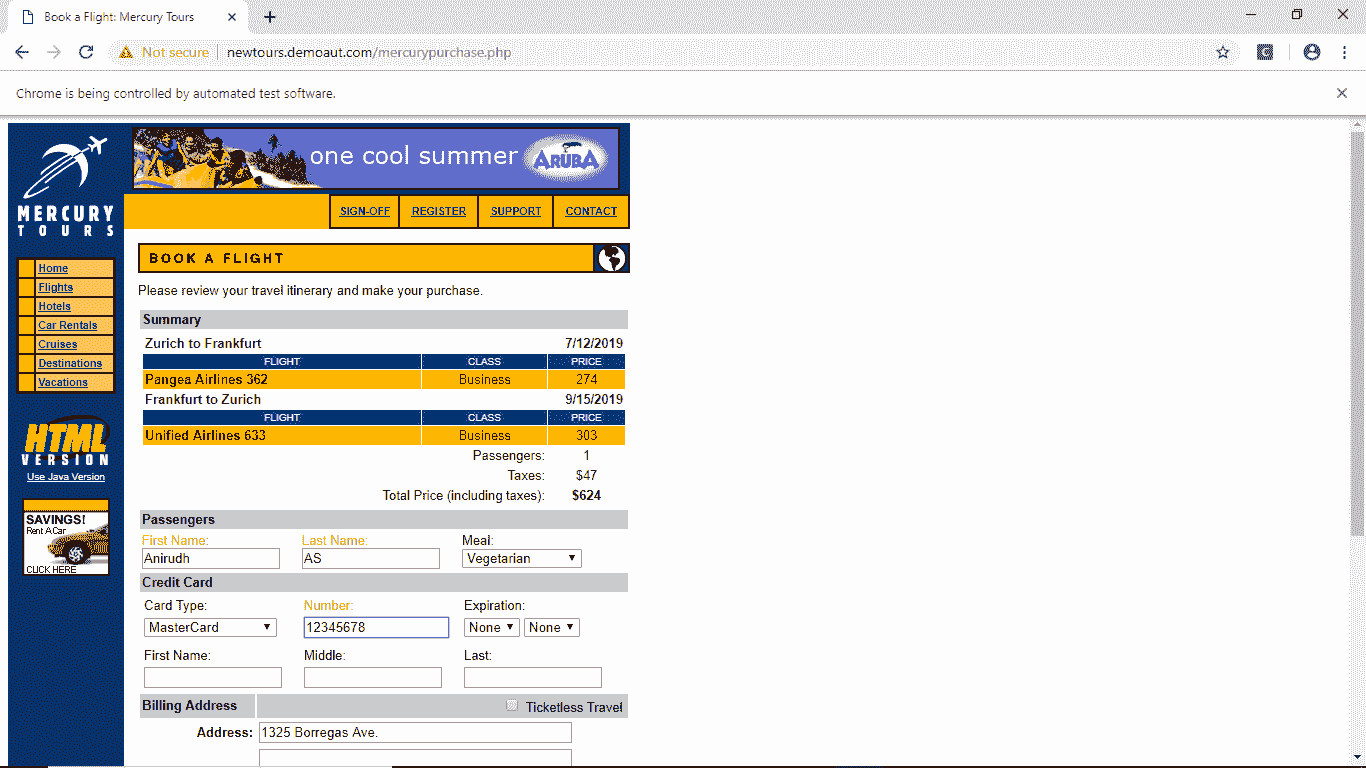 Book a Flight: Mercury Tours
Not secure | newtours.demoaut.com/mercurypurchase.php
Chrome is being controlled by automated test software.
one cool summer ARUBA
MERCURY
TOURS
SIGN-OFF REGISTER SUPPORT CONTACT
BOOK A FLIGHT
Home
Flights
Hotels
Car Rentals
Cruises
Destinations
Vacations
HTML
VERSION
Use Java Version
SAVINGS!
Rent A Car
CLICK HERE
Please review your travel itinerary and make your purchase.
Summary
Zurich to Frankfurt 7/12/2019
FLIGHT CLASS PRICE
Pangea Airlines 362 Business 274
Frankfurt to Zurich 9/15/2019
FLIGHT CLASS PRICE
Unified Airlines 633 Business 303
Passengers: 1
Taxes: $47
Total Price (including taxes): $624
Passengers
First Name: Last Name: Meal:
Anirudh AS Vegetarian
Credit Card
Card Type: Number: Expiration:
MasterCard 12345678 None None
First Name: Middle: Last:
Billing Address Ticketless Travel
Address: 1325 Borregas Ave.